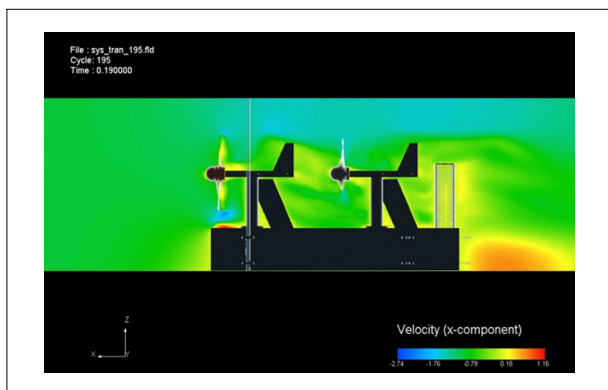 File : sys_tran_195.fld
Cycle: 195
Time : 0.190000
Z
X
Y
Velocity (x-component)
-2.74 -1.76 -0.79 0.18 1.16